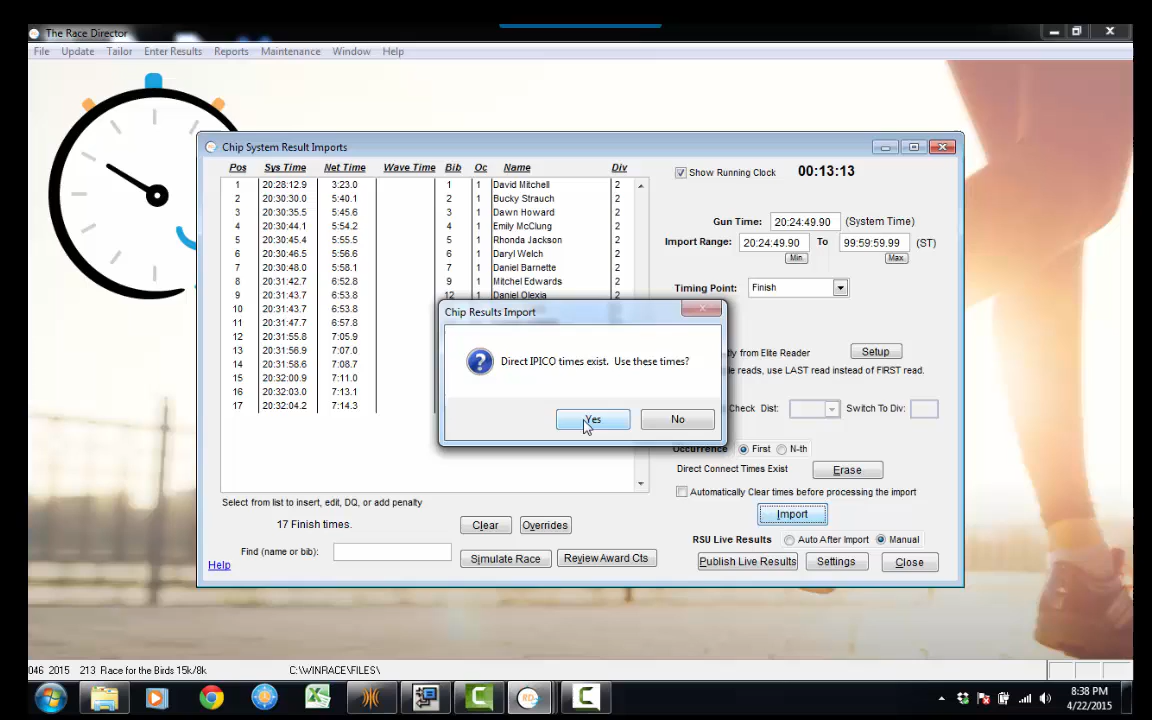 The Race Director
File Update Tailor Enter Results Reports Maintenance Window Help
Chip System Result Imports
Pos Sys Time Net Time Wave Time Bib Oc Name Div
1 20:28:12.9 3:23.0 1 1 David Mitchell 2
2 20:30:30.0 5:40.1 2 1 Bucky Strauch 2
3 20:30:35.5 5:45.6 3 1 Dawn Howard 2
4 20:30:44.1 5:54.2 4 1 Emily McClung 2
5 20:30:45.4 5:55.5 5 1 Rhonda Jackson 2
6 20:30:46.5 5:56.6 6 1 Daryl Welch 2
7 20:30:48.0 5:58.1 7 1 Daniel Barnette 2
8 20:31:42.7 6:52.8 9 1 Mitchel Edwards 2
9 20:31:43.7 6:53.8 12 1 Daniel Olexia 2
10 20:31:43.7 6:53.8
11 20:31:47.7 6:57.8
12 20:31:55.8 7:05.9
13 20:31:56.9 7:07.0
14 20:31:58.6 7:08.7
15 20:32:00.9 7:11.0
16 20:32:03.0 7:13.1
17 20:32:04.2 7:14.3
Select from list to insert, edit, DQ, or add penalty
17 Finish times.
Clear Overrides
Find (name or bib):
Simulate Race Review Award Cts
Help
Show Running Clock 00:13:13
Gun Time: 20:24:49.90 (System Time)
Import Range: 20:24:49.90 To 99:59:59.99 (ST)
Min. Max.
Timing Point: Finish
Chip Results Import
Direct IPICO times exist. Use these times?
Yes No
from Elite Reader Setup
reads, use LAST read instead of FIRST read.
Check Dist: Switch To Div:
Occurrence First N-th
Direct Connect Times Exist Erase
Automatically Clear times before processing the import
Import
RSU Live Results Auto After Import Manual
Publish Live Results Settings Close
046 2015 213 Race for the Birds 15k/8k C:\WINRACE\FILES\
RD
8:38 PM
4/22/2015